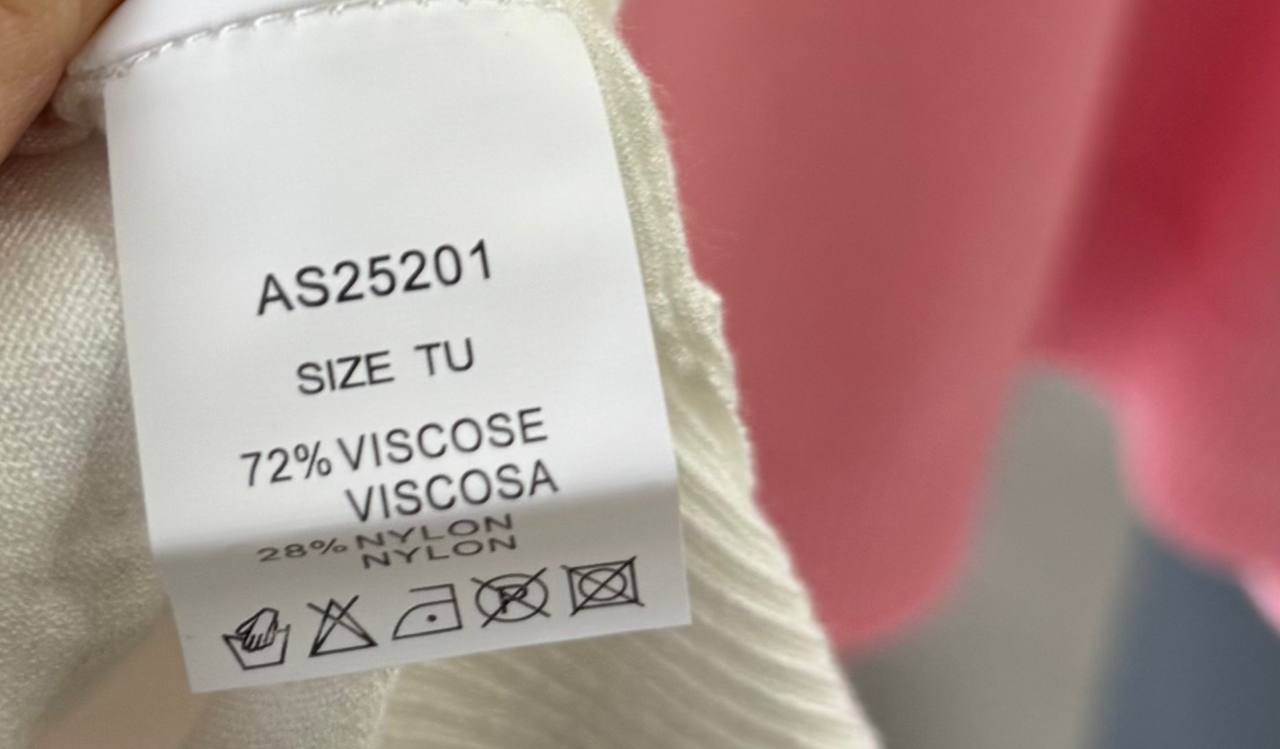 AS25201
SIZE TU
72% VISCOSE
VISCOSA
28% NYLON
NYLON
P